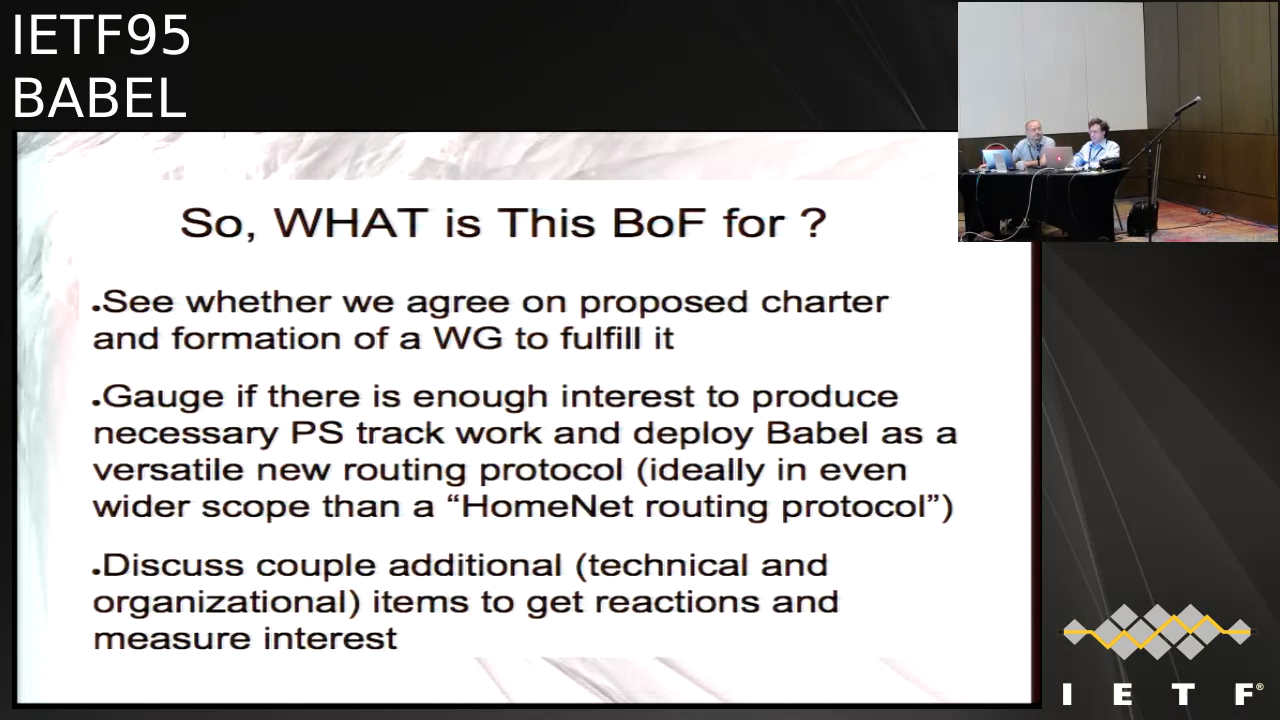 IETF95
BABEL
So, WHAT is This BoF for ?
•See whether we agree on proposed charter
and formation of a WG to fulfill it
•Gauge if there is enough interest to produce
necessary PS track work and deploy Babel as a
versatile new routing protocol (ideally in even
wider scope than a “HomeNet routing protocol”)
•Discuss couple additional (technical and
organizational) items to get reactions and
measure interest
I E T F®